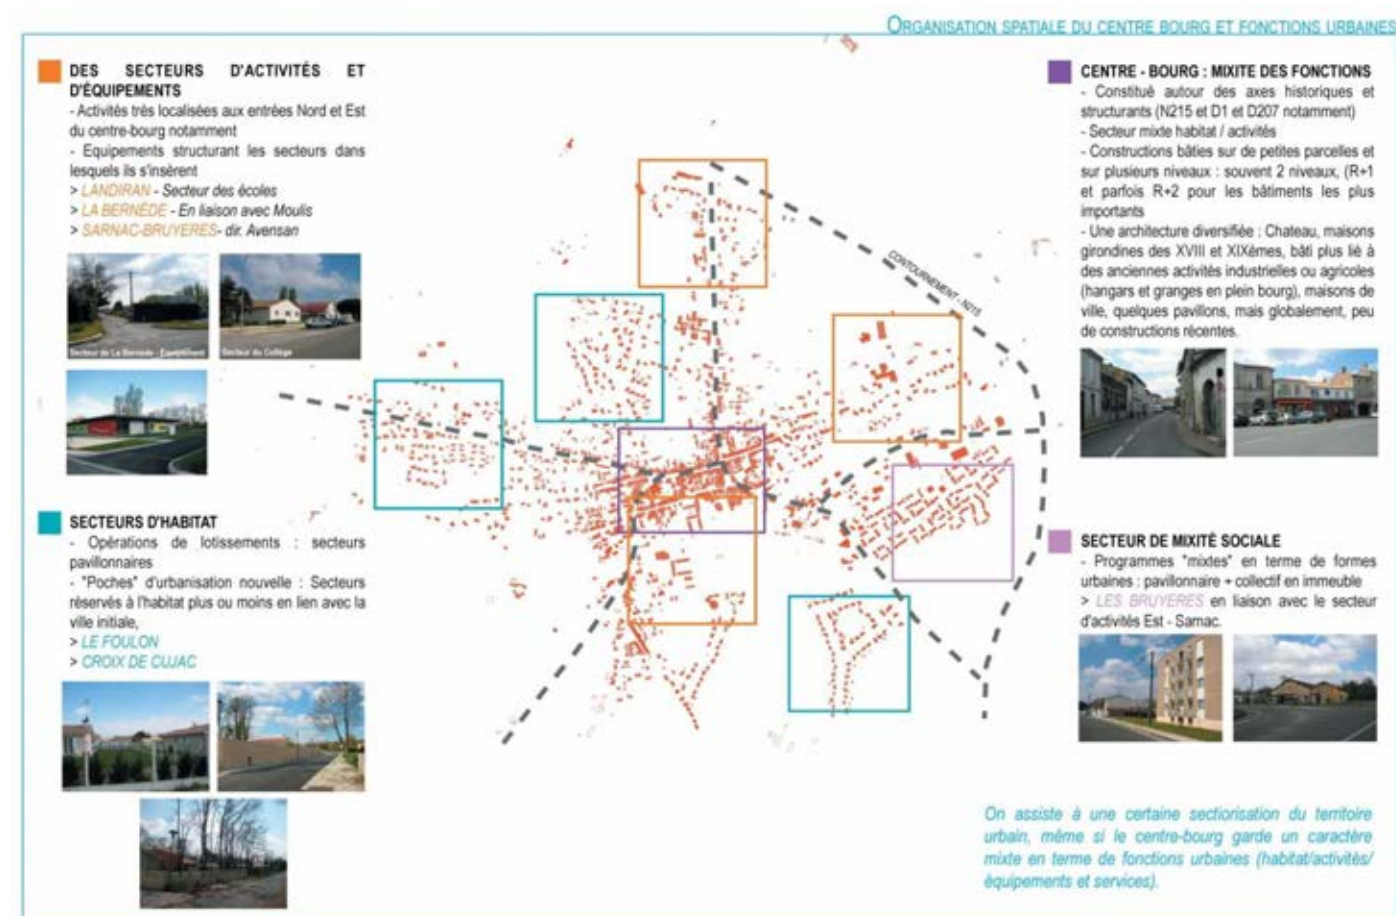 ORGANISATION SPATIALE DU CENTRE BOURG ET FONCTIONS URBAINES
DES SECTEURS D'ACTIVITÉS ET
D'ÉQUIPEMENTS
- Activités très localisées aux entrées Nord et Est
du centre-bourg notamment
- Equipements structurant les secteurs dans
lesquels ils s'insèrent
> LANDIRAN - Secteur des écoles
> LA BERNÈDE - En liaison avec Moulis
> SARNAC-BRUYERES- dir. Avensan
Secteur de La Bernede - Equipement
Secteur du Collège
SECTEURS D'HABITAT
- Opérations de lotissements : secteurs
pavillonnaires
- "Poches" d'urbanisation nouvelle : Secteurs
réservés à l'habitat plus ou moins en lien avec la
ville initiale,
> LE FOULON
> CROIX DE CUJAC
CONTOURNEMENT - N215
CENTRE - BOURG : MIXITE DES FONCTIONS
- Constitué autour des axes historiques et
structurants (N215 et D1 et D207 notamment)
- Secteur mixte habitat / activités
- Constructions bâties sur de petites parcelles et
sur plusieurs niveaux : souvent 2 niveaux, (R+1
et parfois R+2 pour les bâtiments les plus
importants
- Une architecture diversifiée : Chateau, maisons
girondines des XVIII et XIXèmes, bâti plus lié à
des anciennes activités industrielles ou agricoles
(hangars et granges en plein bourg), maisons de
ville, quelques pavillons, mais globalement, peu
de constructions récentes.
SECTEUR DE MIXITÉ SOCIALE
- Programmes "mixtes" en terme de formes
urbaines : pavillonnaire + collectif en immeuble
> LES BRUYERES en liaison avec le secteur
d'activités Est - Sarnac.
On assiste à une certaine sectiorisation du territoire
urbain, même si le centre-bourg garde un caractère
mixte en terme de fonctions urbaines (habitat/activités/
équipements et services).